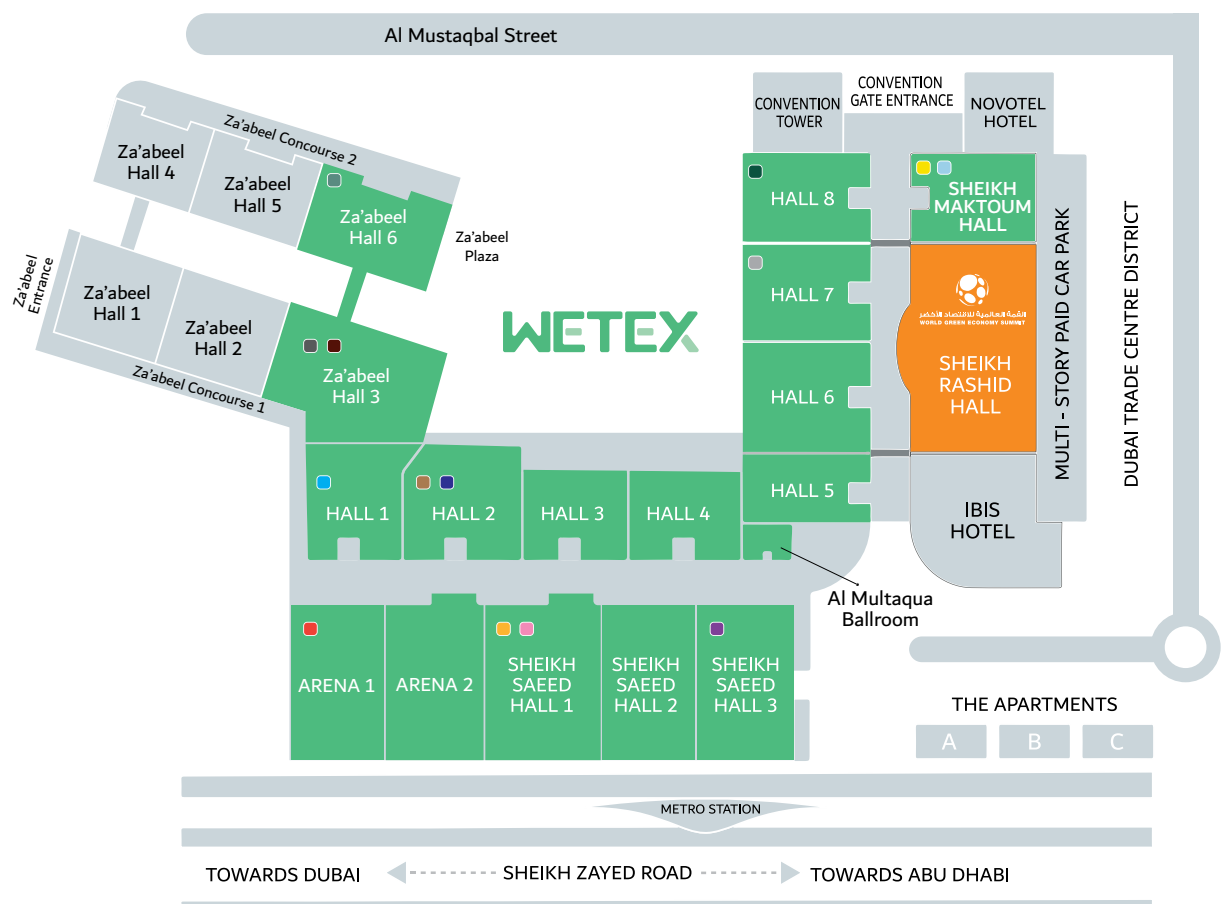 Al Mustaqbal Street
CONVENTION
GATE ENTRANCE
CONVENTION
TOWER
NOVOTEL
HOTEL
Za'abeel Concourse 2
Za'abeel
Hall 4
Za'abeel
Hall 5
Za'abeel
Hall 6
Za'abeel
Plaza
Za'abeel
Entrance
Za'abeel
Hall 1
Za'abeel
Hall 2
Za'abeel
Hall 3
Za'abeel Concourse 1
WETEX
HALL 8
HALL 7
HALL 6
HALL 5
SHEIKH
MAKTOUM
HALL
القمة العالمية للاقتصاد الأخضر
WORLD GREEN ECONOMY SUMMIT
SHEIKH
RASHID
HALL
MULTI - STORY PAID CAR PARK
DUBAI TRADE CENTRE DISTRICT
IBIS
HOTEL
HALL 1
HALL 2
HALL 3
HALL 4
Al Multaqua
Ballroom
ARENA 1
ARENA 2
SHEIKH
SAEED
HALL 1
SHEIKH
SAEED
HALL 2
SHEIKH
SAEED
HALL 3
THE APARTMENTS
A
B
C
METRO STATION
TOWARDS DUBAI
SHEIKH ZAYED ROAD
TOWARDS ABU DHABI